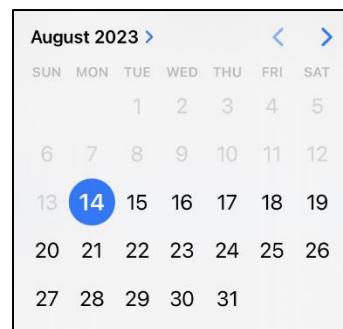 August 2023 > < >
SUN MON TUE WED THU FRI SAT
1 2 3 4 5
6 7 8 9 10 11 12
13 14 15 16 17 18 19
20 21 22 23 24 25 26
27 28 29 30 31